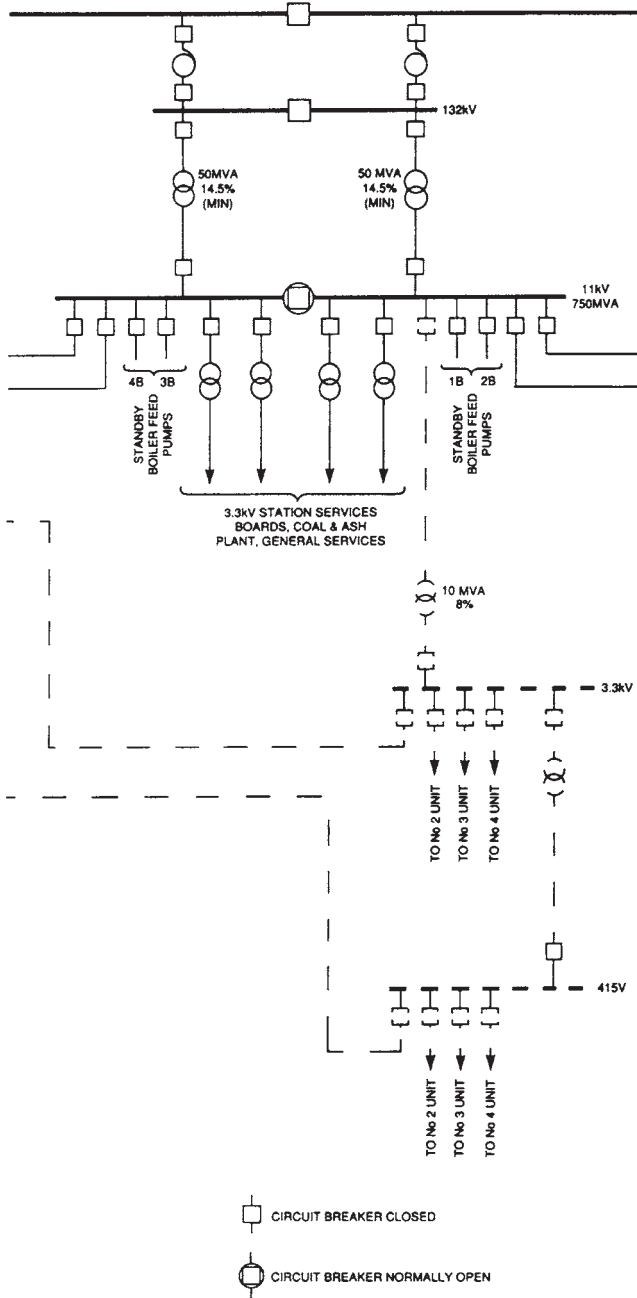 132kV
50MVA
14.5%
(MIN)
50 MVA
14.5%
(MIN)
11kV
750MVA
4B 3B
STANDBY
BOILER FEED
PUMPS
1B 2B
STANDBY
BOILER FEED
PUMPS
3.3kV STATION SERVICES
BOARDS, COAL & ASH
PLANT, GENERAL SERVICES
10 MVA
8%
3.3kV
TO No 2 UNIT
TO No 3 UNIT
TO No 4 UNIT
415V
TO No 2 UNIT
TO No 3 UNIT
TO No 4 UNIT
CIRCUIT BREAKER CLOSED
CIRCUIT BREAKER NORMALLY OPEN